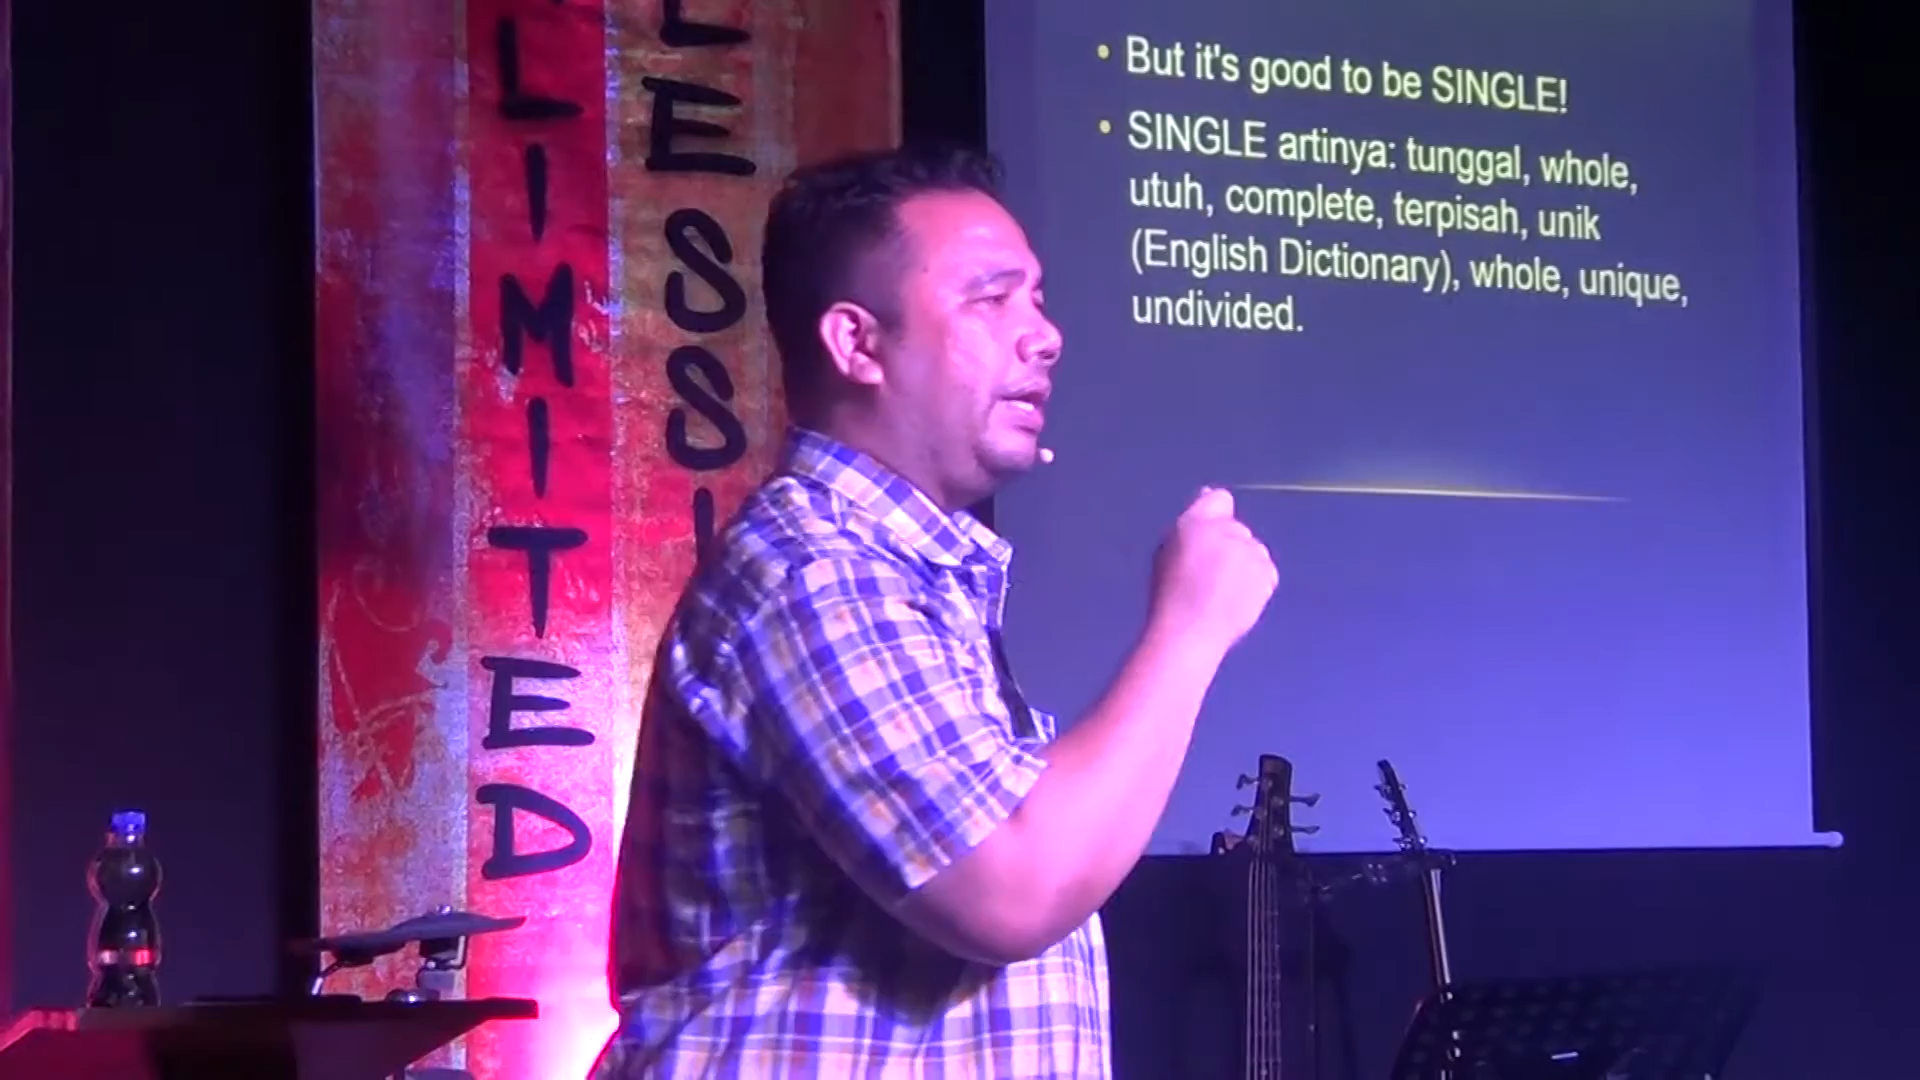 LIMITED
LESS
• But it's good to be SINGLE!
• SINGLE artinya: tunggal, whole,
utuh, complete, terpisah, unik
(English Dictionary), whole, unique,
undivided.